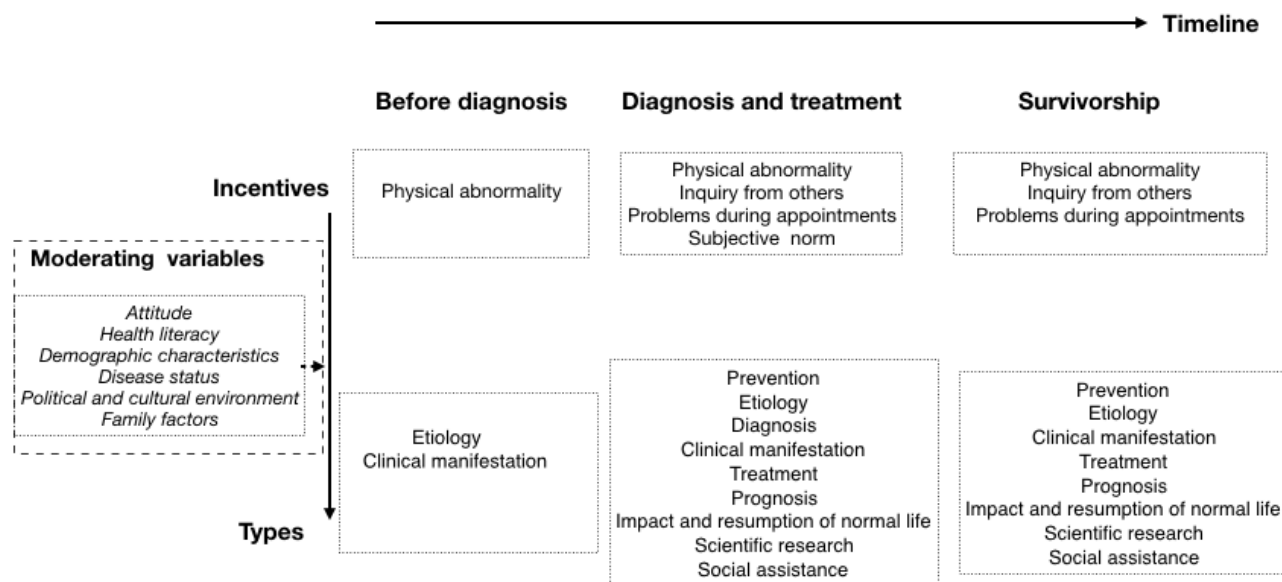 Timeline
Before diagnosis
Diagnosis and treatment
Survivorship
Incentives
Physical abnormality
Physical abnormality
Inquiry from others
Problems during appointments
Subjective norm
Physical abnormality
Inquiry from others
Problems during appointments
Moderating variables
Attitude
Health literacy
Demographic characteristics
Disease status
Political and cultural environment
Family factors
Types
Etiology
Clinical manifestation
Prevention
Etiology
Diagnosis
Clinical manifestation
Treatment
Prognosis
Impact and resumption of normal life
Scientific research
Social assistance
Prevention
Etiology
Clinical manifestation
Treatment
Prognosis
Impact and resumption of normal life
Scientific research
Social assistance